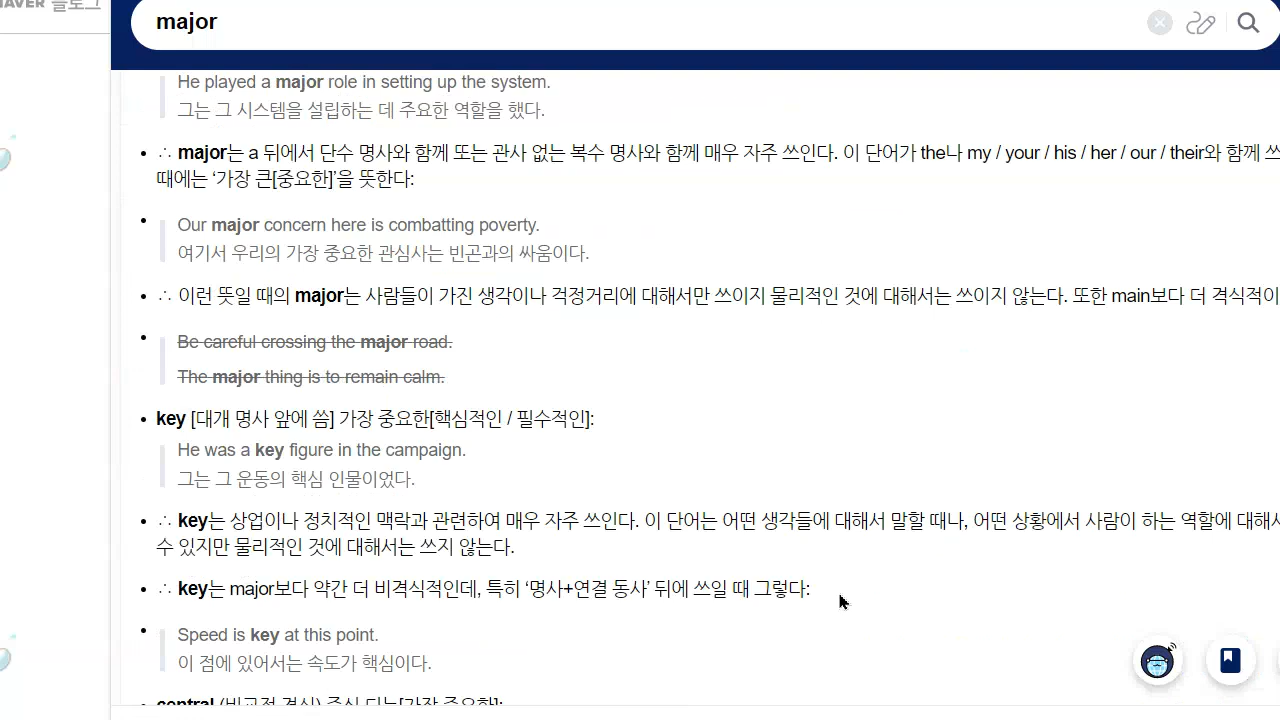 NAVER 블로그
major
He played a major role in setting up the system.
그는 그 시스템을 설립하는 데 주요한 역할을 했다.
• ∴ major는 a 뒤에서 단수 명사와 함께 또는 관사 없는 복수 명사와 함께 매우 자주 쓰인다. 이 단어가 the나 my / your / his / her / our / their와 함께 쓰
때에는 ‘가장 큰[중요한]’을 뜻한다:
• Our major concern here is combatting poverty.
여기서 우리의 가장 중요한 관심사는 빈곤과의 싸움이다.
• ∴ 이런 뜻일 때의 major는 사람들이 가진 생각이나 걱정거리에 대해서만 쓰이지 물리적인 것에 대해서는 쓰이지 않는다. 또한 main보다 더 격식적이
• Be careful crossing the major road.
The major thing is to remain calm.
• key [대개 명사 앞에 씀] 가장 중요한[핵심적인 / 필수적인]:
He was a key figure in the campaign.
그는 그 운동의 핵심 인물이었다.
• ∴ key는 상업이나 정치적인 맥락과 관련하여 매우 자주 쓰인다. 이 단어는 어떤 생각들에 대해서 말할 때나, 어떤 상황에서 사람이 하는 역할에 대해서
수 있지만 물리적인 것에 대해서는 쓰지 않는다.
• ∴ key는 major보다 약간 더 비격식적인데, 특히 ‘명사+연결 동사’ 뒤에 쓰일 때 그렇다:
• Speed is key at this point.
이 점에 있어서는 속도가 핵심이다.
• central (비교적 격식) 중심 되는[가장 중요한]: